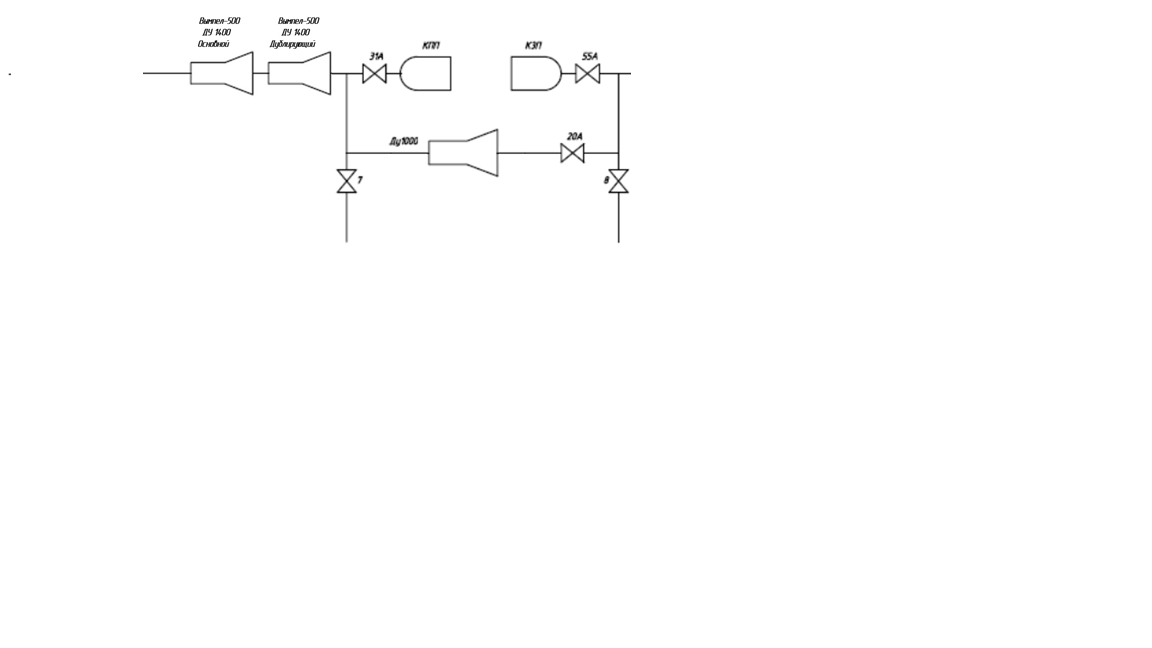 Вымпел-500
ДУ 1400
Основной
Вымпел-500
ДУ 1400
Дублирующий
31А
КПП
КЗП
55А
Ду1000
20А
7
8